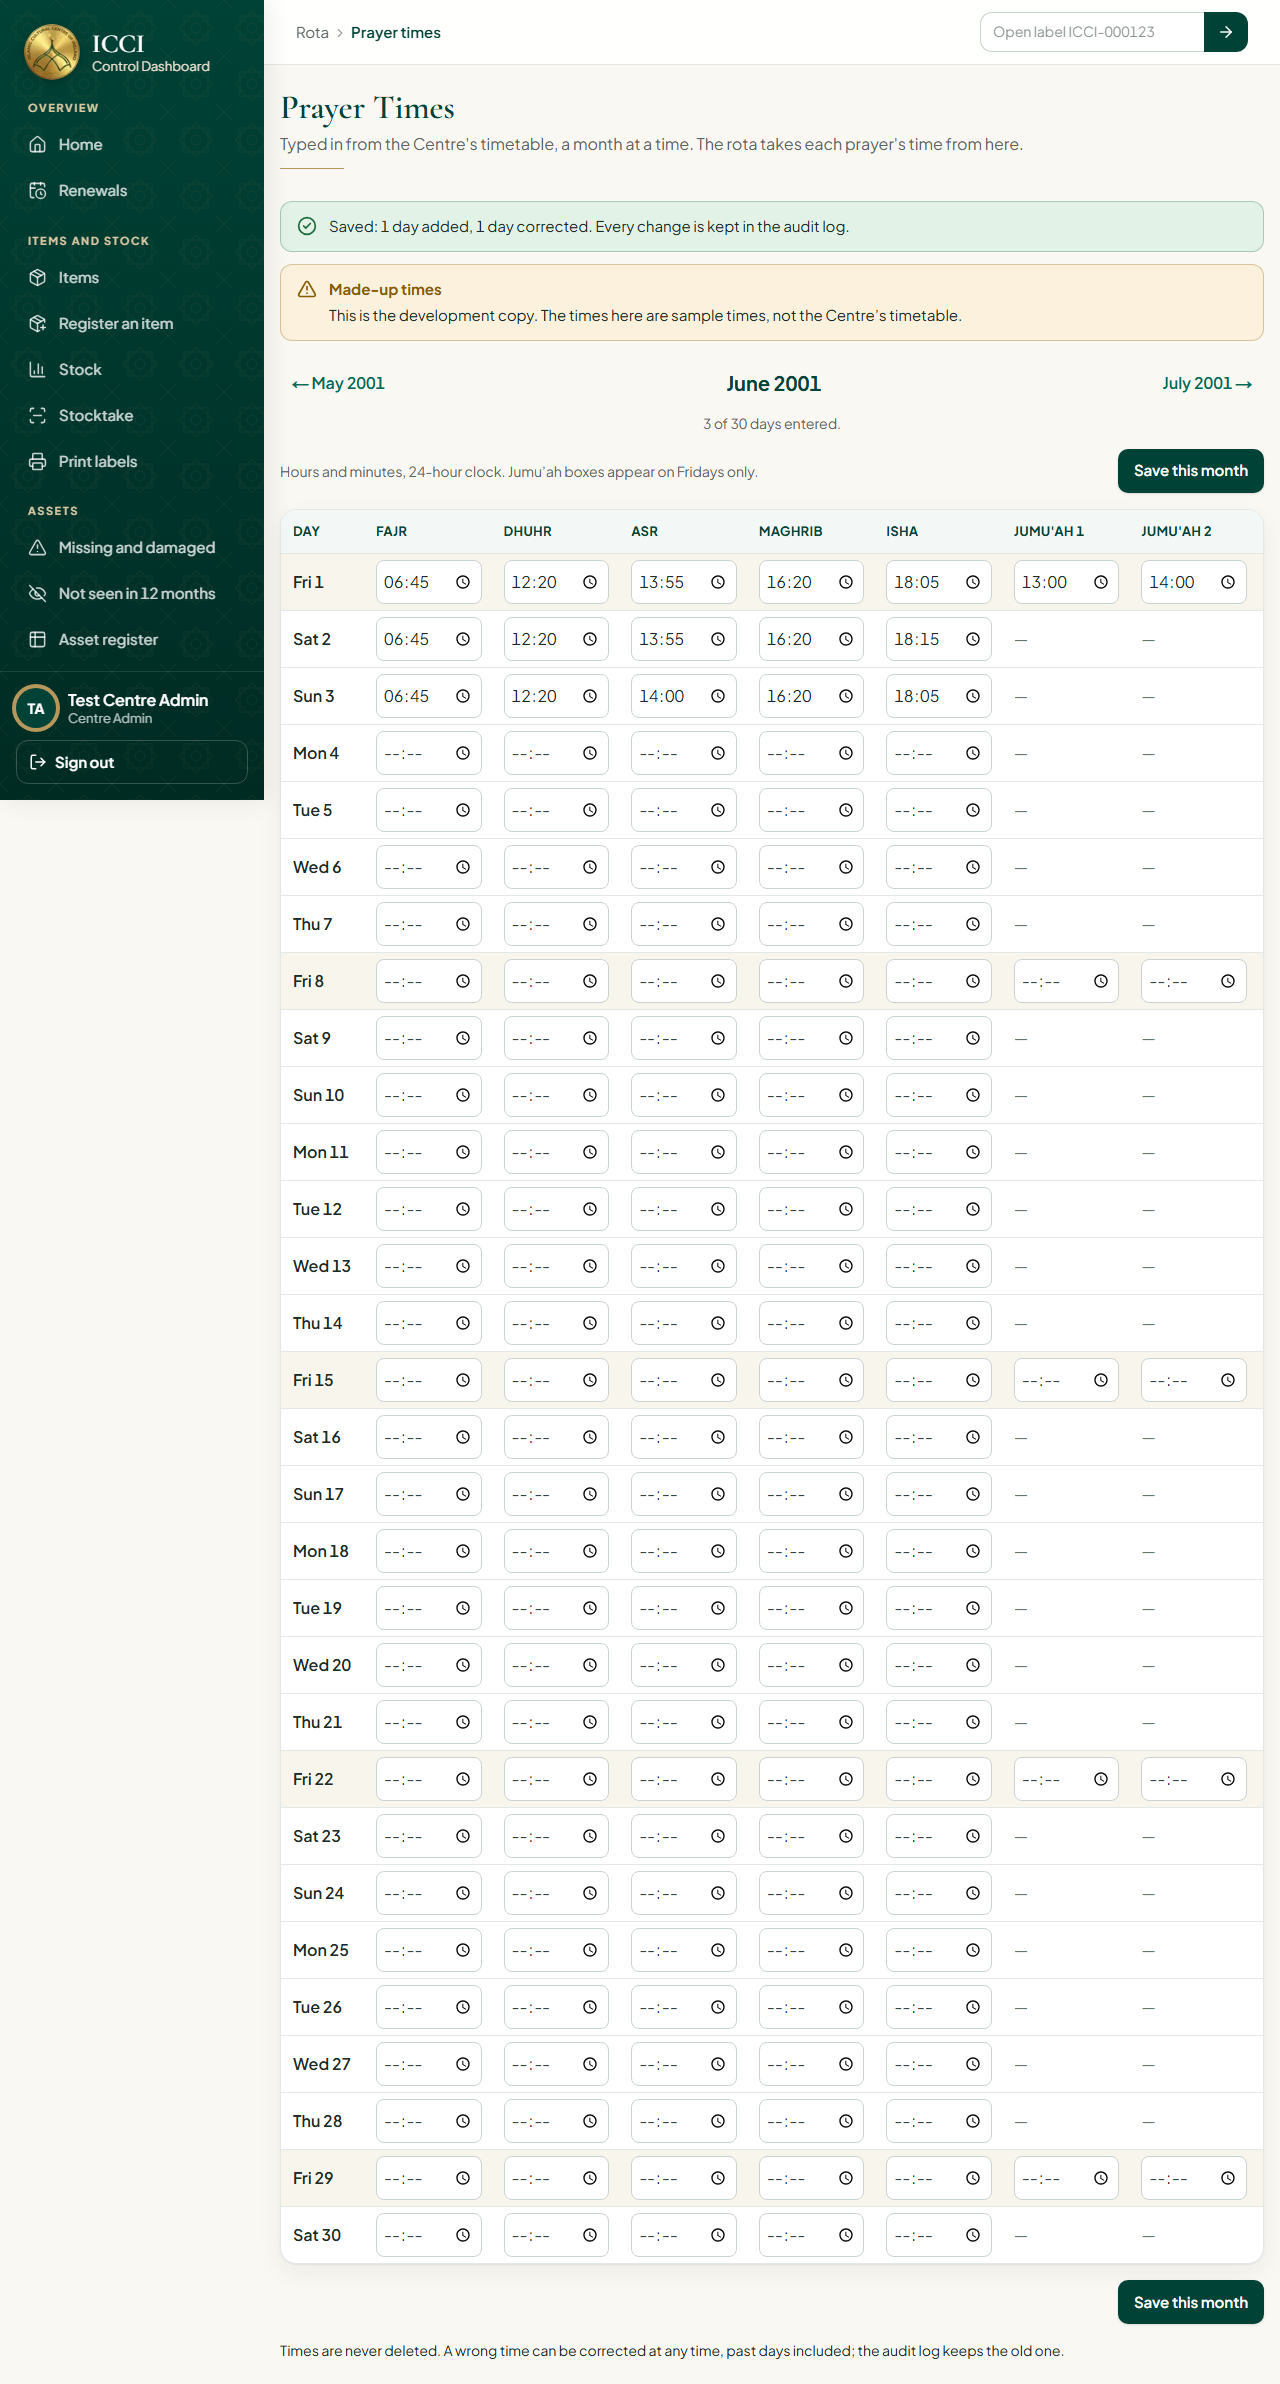 ICCI
Control Dashboard
OVERVIEW
Home
Renewals
ITEMS AND STOCK
Items
Register an item
Stock
Stocktake
Print labels
ASSETS
Missing and damaged
Not seen in 12 months
Asset register
TA
Test Centre Admin
Centre Admin
Sign out
Rota > Prayer times
Open label ICCI-000123
Prayer Times
Typed in from the Centre's timetable, a month at a time. The rota takes each prayer's time from here.
Saved: 1 day added, 1 day corrected. Every change is kept in the audit log.
Made-up times
This is the development copy. The times here are sample times, not the Centre's timetable.
← May 2001 June 2001 July 2001 →
3 of 30 days entered.
Hours and minutes, 24-hour clock. Jumu'ah boxes appear on Fridays only.
Save this month
DAY FAJR DHUHR ASR MAGHRIB ISHA JUMU'AH 1 JUMU'AH 2
Fri 1 06:45 12:20 13:55 16:20 18:05 13:00 14:00
Sat 2 06:45 12:20 13:55 16:20 18:15 — —
Sun 3 06:45 12:20 14:00 16:20 18:05 — —
Mon 4 --:-- --:-- --:-- --:-- --:-- — —
Tue 5 --:-- --:-- --:-- --:-- --:-- — —
Wed 6 --:-- --:-- --:-- --:-- --:-- — —
Thu 7 --:-- --:-- --:-- --:-- --:-- — —
Fri 8 --:-- --:-- --:-- --:-- --:-- --:-- --:--
Sat 9 --:-- --:-- --:-- --:-- --:-- — —
Sun 10 --:-- --:-- --:-- --:-- --:-- — —
Mon 11 --:-- --:-- --:-- --:-- --:-- — —
Tue 12 --:-- --:-- --:-- --:-- --:-- — —
Wed 13 --:-- --:-- --:-- --:-- --:-- — —
Thu 14 --:-- --:-- --:-- --:-- --:-- — —
Fri 15 --:-- --:-- --:-- --:-- --:-- --:-- --:--
Sat 16 --:-- --:-- --:-- --:-- --:-- — —
Sun 17 --:-- --:-- --:-- --:-- --:-- — —
Mon 18 --:-- --:-- --:-- --:-- --:-- — —
Tue 19 --:-- --:-- --:-- --:-- --:-- — —
Wed 20 --:-- --:-- --:-- --:-- --:-- — —
Thu 21 --:-- --:-- --:-- --:-- --:-- — —
Fri 22 --:-- --:-- --:-- --:-- --:-- --:-- --:--
Sat 23 --:-- --:-- --:-- --:-- --:-- — —
Sun 24 --:-- --:-- --:-- --:-- --:-- — —
Mon 25 --:-- --:-- --:-- --:-- --:-- — —
Tue 26 --:-- --:-- --:-- --:-- --:-- — —
Wed 27 --:-- --:-- --:-- --:-- --:-- — —
Thu 28 --:-- --:-- --:-- --:-- --:-- — —
Fri 29 --:-- --:-- --:-- --:-- --:-- --:-- --:--
Sat 30 --:-- --:-- --:-- --:-- --:-- — —
Save this month
Times are never deleted. A wrong time can be corrected at any time, past days included; the audit log keeps the old one.